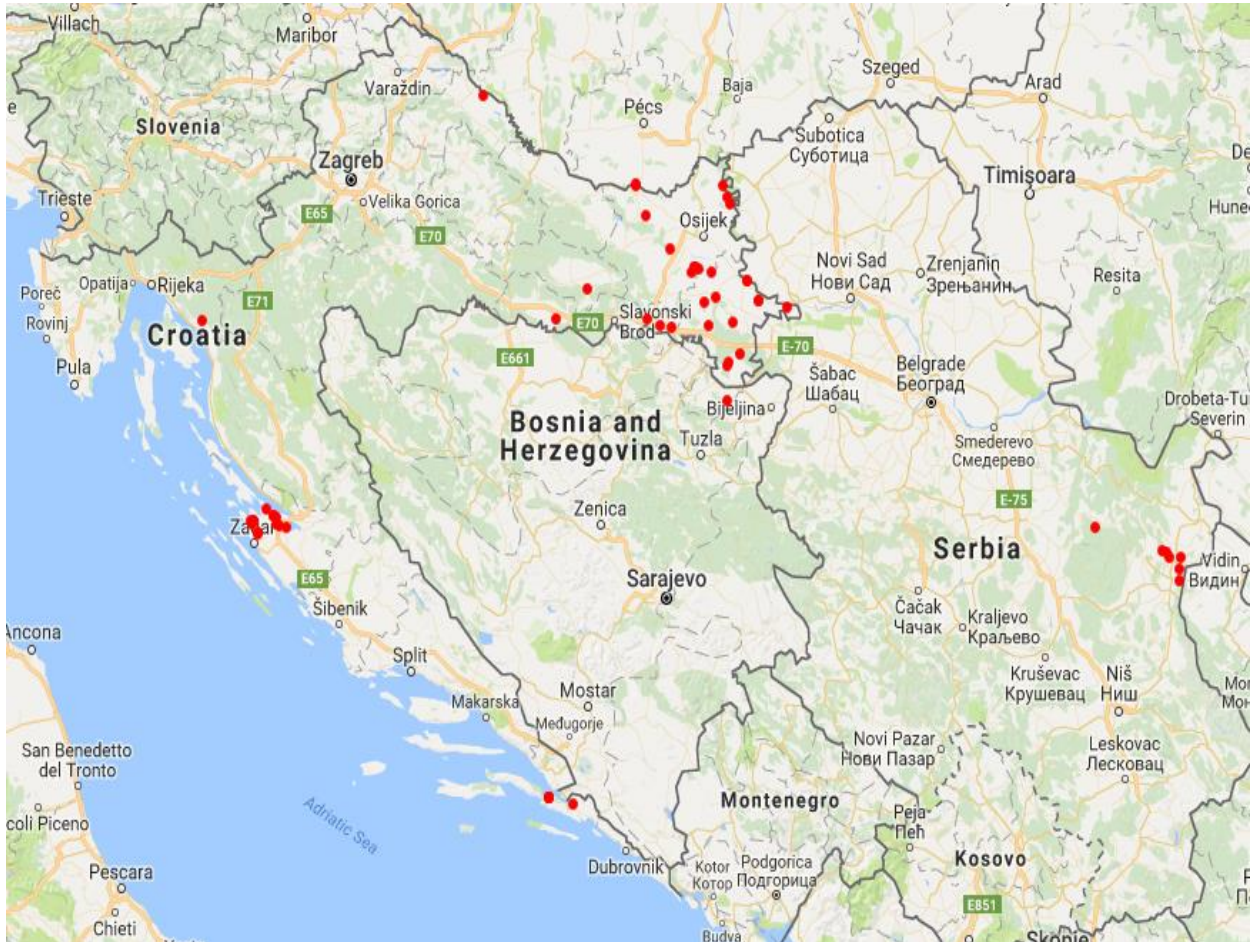 Villach
Maribor
Szeged
Arad
Varaždin
Baja
Pécs
Slovenia
Subotica
Суботица
Zagreb
Timișoara
Trieste
Velika Gorica
E65
Osijek
E70
Novi Sad
Нови Сад
Zrenjanin
Зрењанин
Resita
Opatija
Rijeka
Poreč
Rovinj
E71
Slavonski
Brod
E70
Croatia
Pula
E661
E-70
Belgrade
Београд
Šabac
Шабац
Bijeljina
Bosnia and
Herzegovina
Tuzla
Drobeta-Tu
Severin
Smederevo
Смедерево
E-75
Zenica
Serbia
Vidin
Видин
E65
Sarajevo
Šibenik
Čačak
Чачак
Kraljevo
Краљево
Ancona
Split
Kruševac
Крушевац
Niš
Ниш
Mostar
Makarska
Međugorje
San Benedetto
del Tronto
Novi Pazar
Нови Пазар
Leskovac
Лесковац
Adriatic Sea
Montenegro
Peja
Пећ
coli Piceno
Kosovo
Dubrovnik
Pescara
Kotor
Котор
Podgorica
Подгорица
E851
Chieti
Budva
Skopje